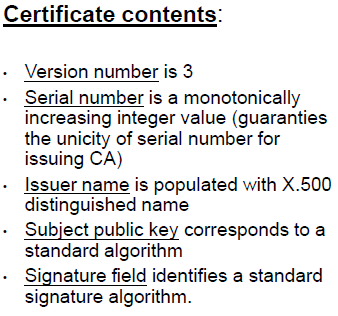 Certificate contents:
• Version number is 3
• Serial number is a monotonically
increasing integer value (guaranties
the unicity of serial number for
issuing CA)
• Issuer name is populated with X.500
distinguished name
• Subject public key corresponds to a
standard algorithm
• Signature field identifies a standard
signature algorithm.